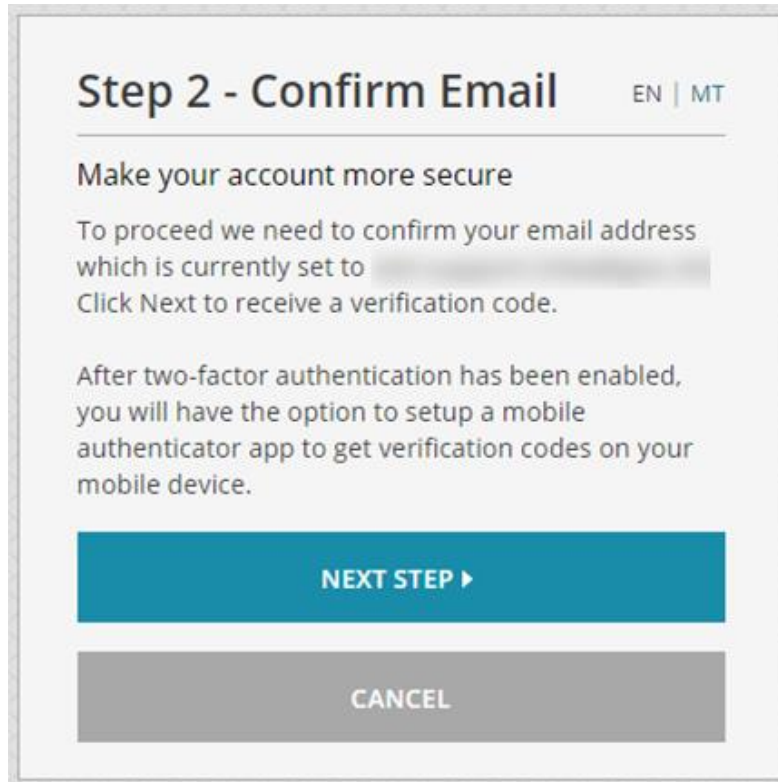 Step 2 - Confirm Email
EN | MT
Make your account more secure
To proceed we need to confirm your email address
which is currently set to
Click Next to receive a verification code.
After two-factor authentication has been enabled,
you will have the option to setup a mobile
authenticator app to get verification codes on your
mobile device.
NEXT STEP
CANCEL